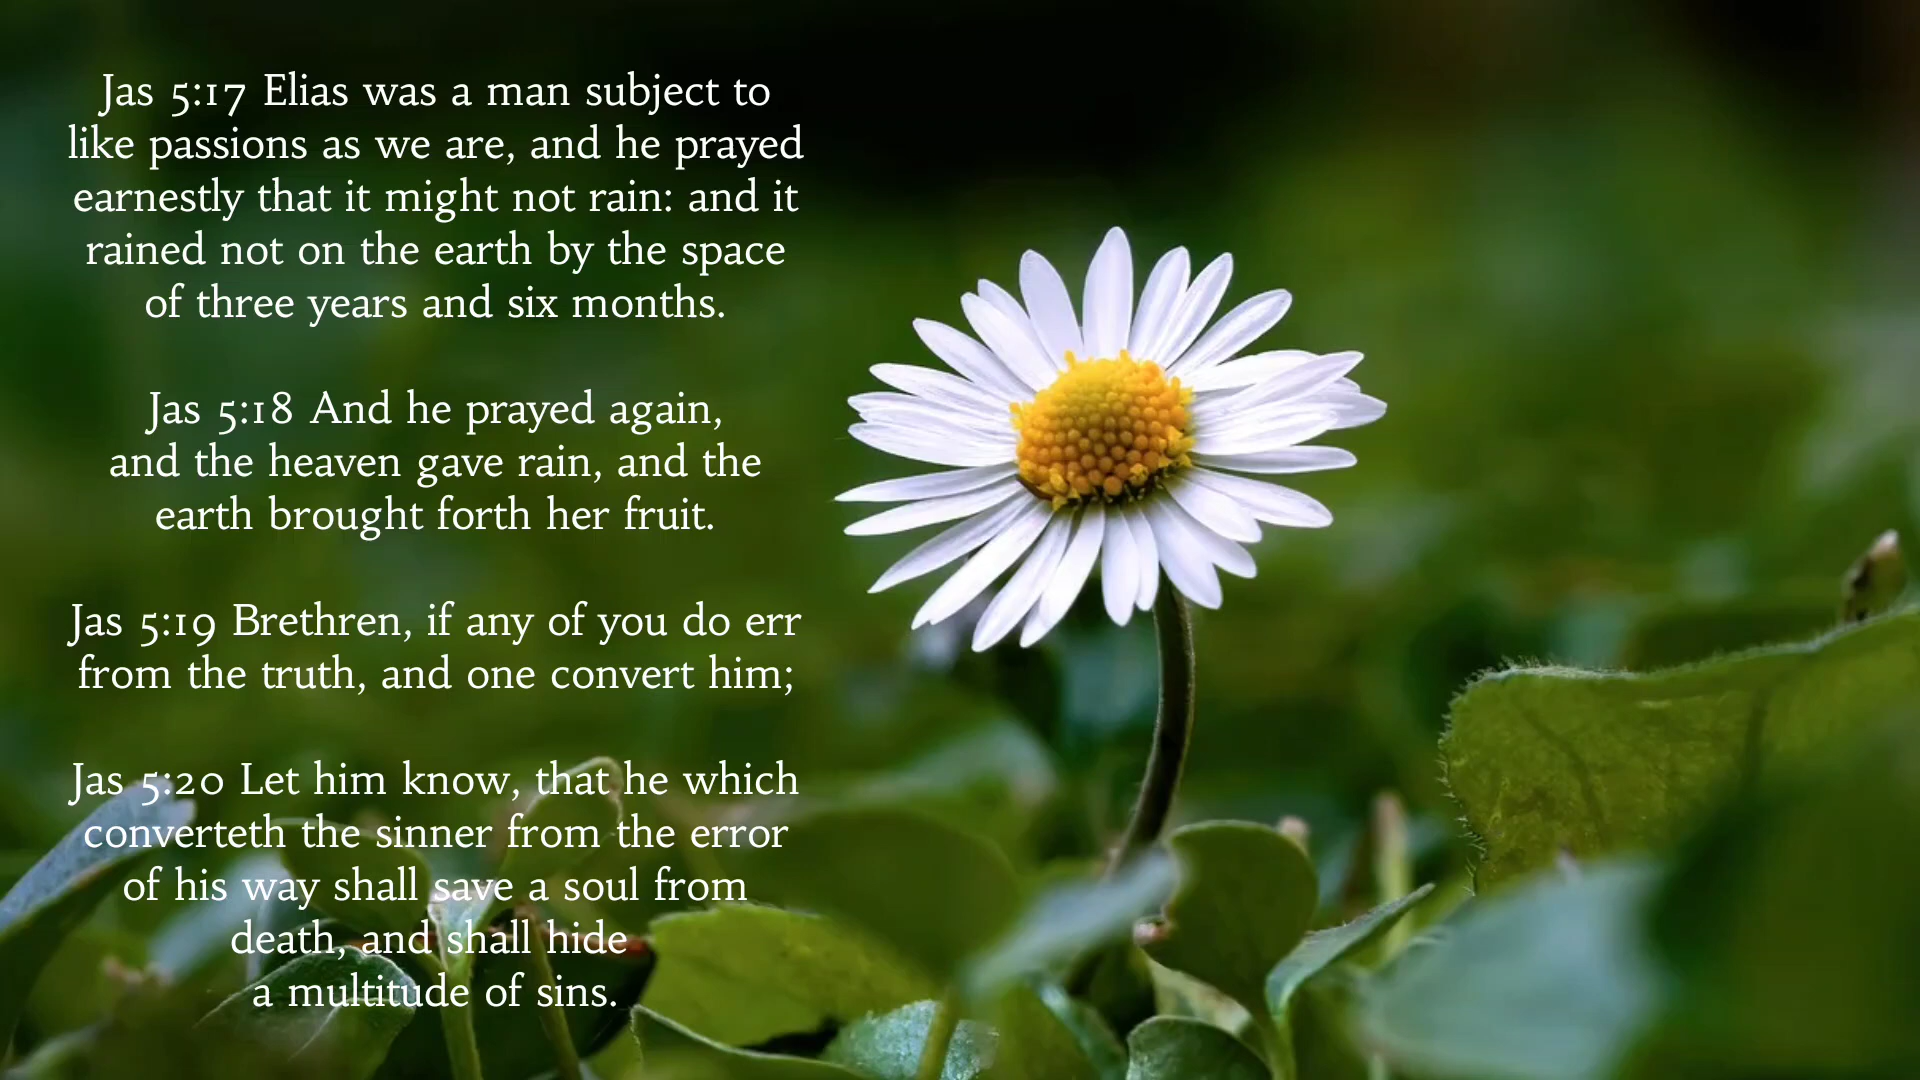 Jas 5:17 Elias was a man subject to
like passions as we are, and he prayed
earnestly that it might not rain: and it
rained not on the earth by the space
of three years and six months.
Jas 5:18 And he prayed again,
and the heaven gave rain, and the
earth brought forth her fruit.
Jas 5:19 Brethren, if any of you do err
from the truth, and one convert him;
Jas 5:20 Let him know, that he which
converteth the sinner from the error
of his way shall save a soul from
death, and shall hide
a multitude of sins.